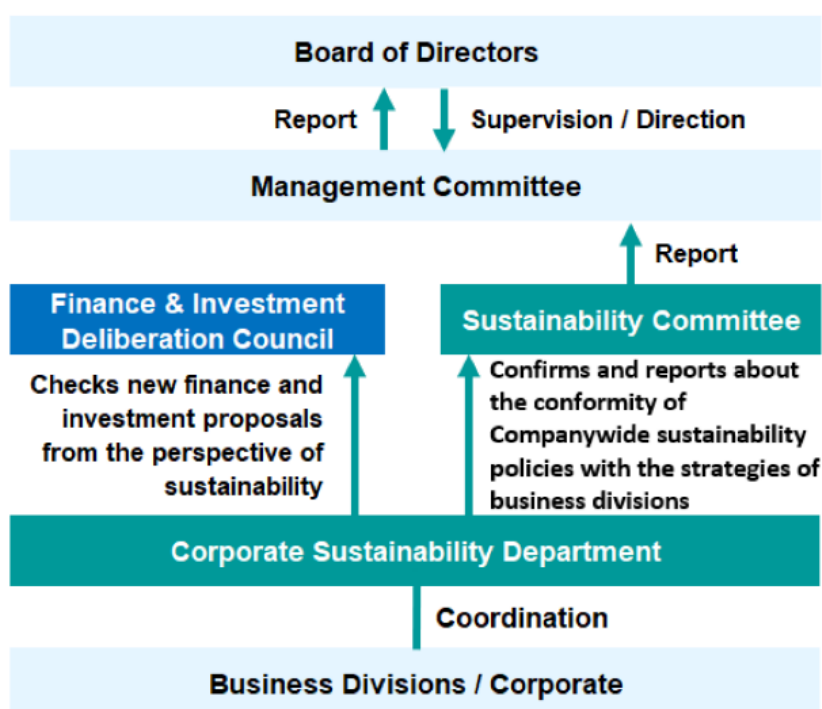 Board of Directors
Report
Supervision / Direction
Management Committee
Report
Finance & Investment
Deliberation Council
Sustainability Committee
Checks new finance and
investment proposals
from the perspective of
sustainability
Confirms and reports about
the conformity of
Companywide sustainability
policies with the strategies of
business divisions
Corporate Sustainability Department
Coordination
Business Divisions / Corporate